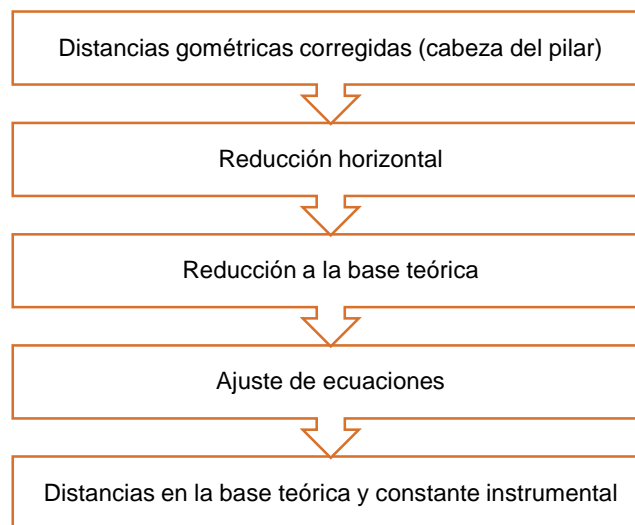 Distancias gométricas corregidas (cabeza del pilar)
Reducción horizontal
Reducción a la base teórica
Ajuste de ecuaciones
Distancias en la base teórica y constante instrumental